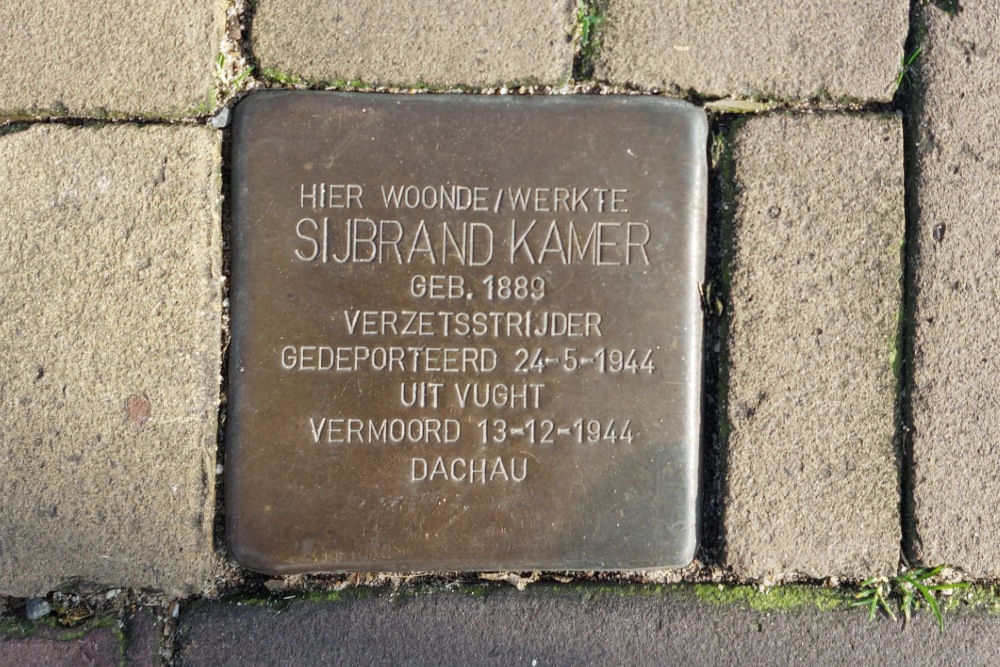 HIER WOONDE/WERKTE
SIJBRAND KAMER
GEB. 1889
VERZETSSTRIJDER
GEDEPORTEERD 24-5-1944
UIT VUGHT
VERMOORD 13-12-1944
DACHAU